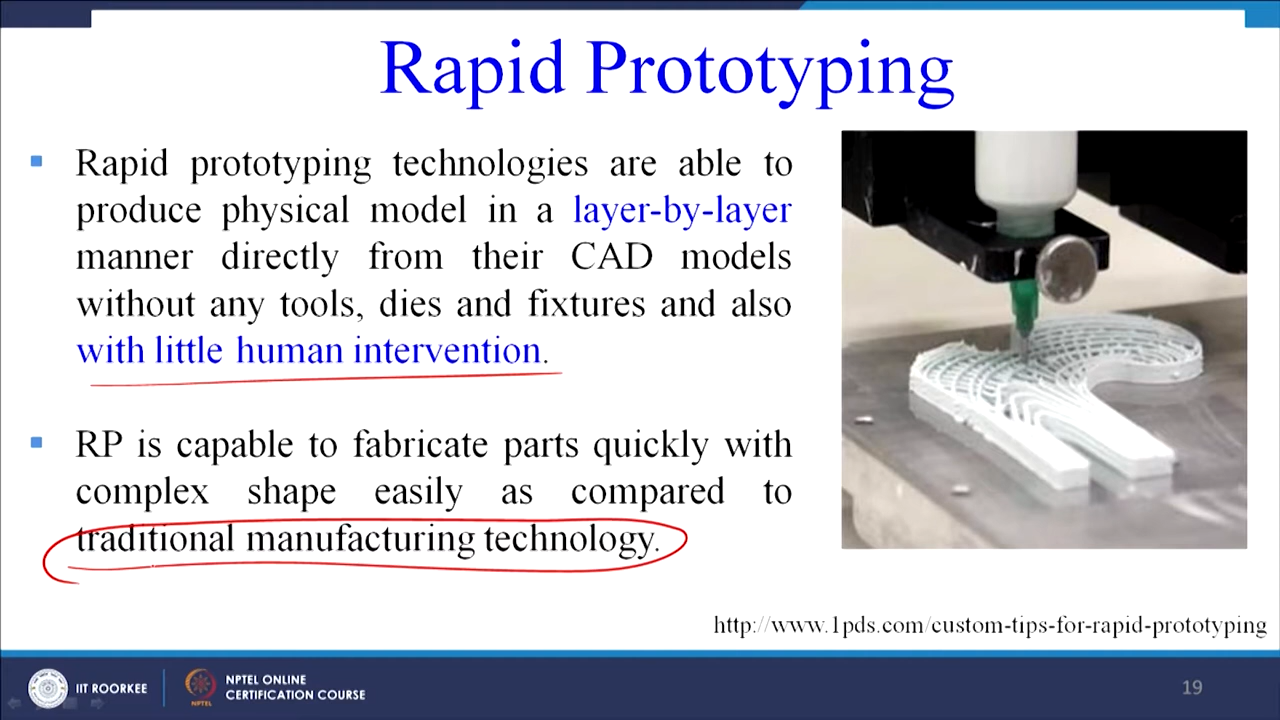 Rapid Prototyping
Rapid prototyping technologies are able to
produce physical model in a layer-by-layer
manner directly from their CAD models
without any tools, dies and fixtures and also
with little human intervention.
RP is capable to fabricate parts quickly with
complex shape easily as compared to
traditional manufacturing technology.
http://www.1pds.com/custom-tips-for-rapid-prototyping
IIT ROORKEE
NPTEL
NPTEL ONLINE
CERTIFICATION COURSE
19